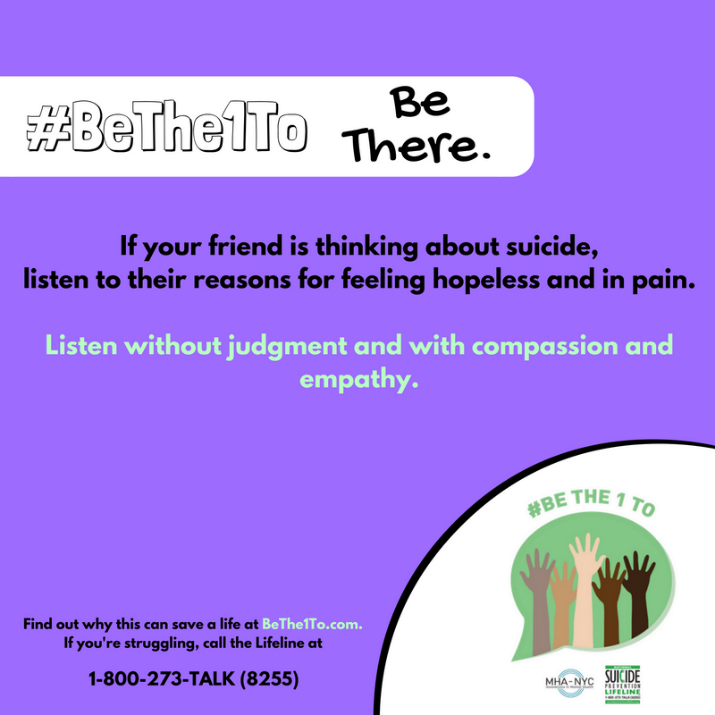 #BeThe1To
Be
There.
If your friend is thinking about suicide,
listen to their reasons for feeling hopeless and in pain.
Listen without judgment and with compassion and
empathy.
#BE THE 1 TO
Find out why this can save a life at BeThe1To.com.
If you're struggling, call the Lifeline at
1-800-273-TALK (8255)
MHA-NYC
SUICIDE
PREVENTION
LIFELINE